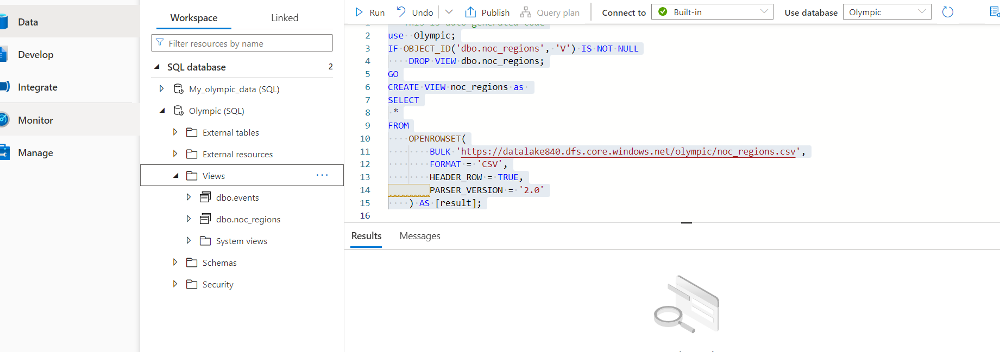 Data
Develop
Integrate
Monitor
Manage
Workspace
Linked
Filter resources by name
SQL database
2
My_olympic_data (SQL)
Olympic (SQL)
External tables
External resources
Views
...
dbo.events
dbo.noc_regions
System views
Schemas
Security
Run
Undo
Publish
Query plan
Connect to
Built-in
Use database
Olympic
2 use Olympic;
3 IF OBJECT_ID('dbo.noc_regions', 'V') IS NOT NULL
4 DROP VIEW dbo.noc_regions;
5 GO
6 CREATE VIEW noc_regions as
7 SELECT
8 *
9 FROM
10 OPENROWSET(
11 BULK 'https://datalake840.dfs.core.windows.net/olympic/noc_regions.csv',
12 FORMAT = 'CSV',
13 HEADER_ROW = TRUE,
14 PARSER_VERSION = '2.0'
15 ) AS [result];
16
Results
Messages